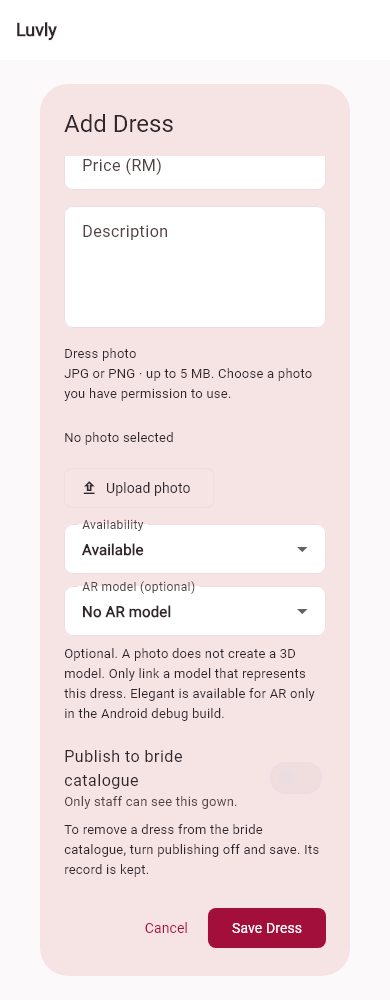 Luvly
Add Dress
Price (RM)
Description
Dress photo
JPG or PNG · up to 5 MB. Choose a photo
you have permission to use.
No photo selected
Upload photo
Availability
Available
AR model (optional)
No AR model
Optional. A photo does not create a 3D
model. Only link a model that represents
this dress. Elegant is available for AR only
in the Android debug build.
Publish to bride
catalogue
Only staff can see this gown.
To remove a dress from the bride
catalogue, turn publishing off and save. Its
record is kept.
Cancel
Save Dress